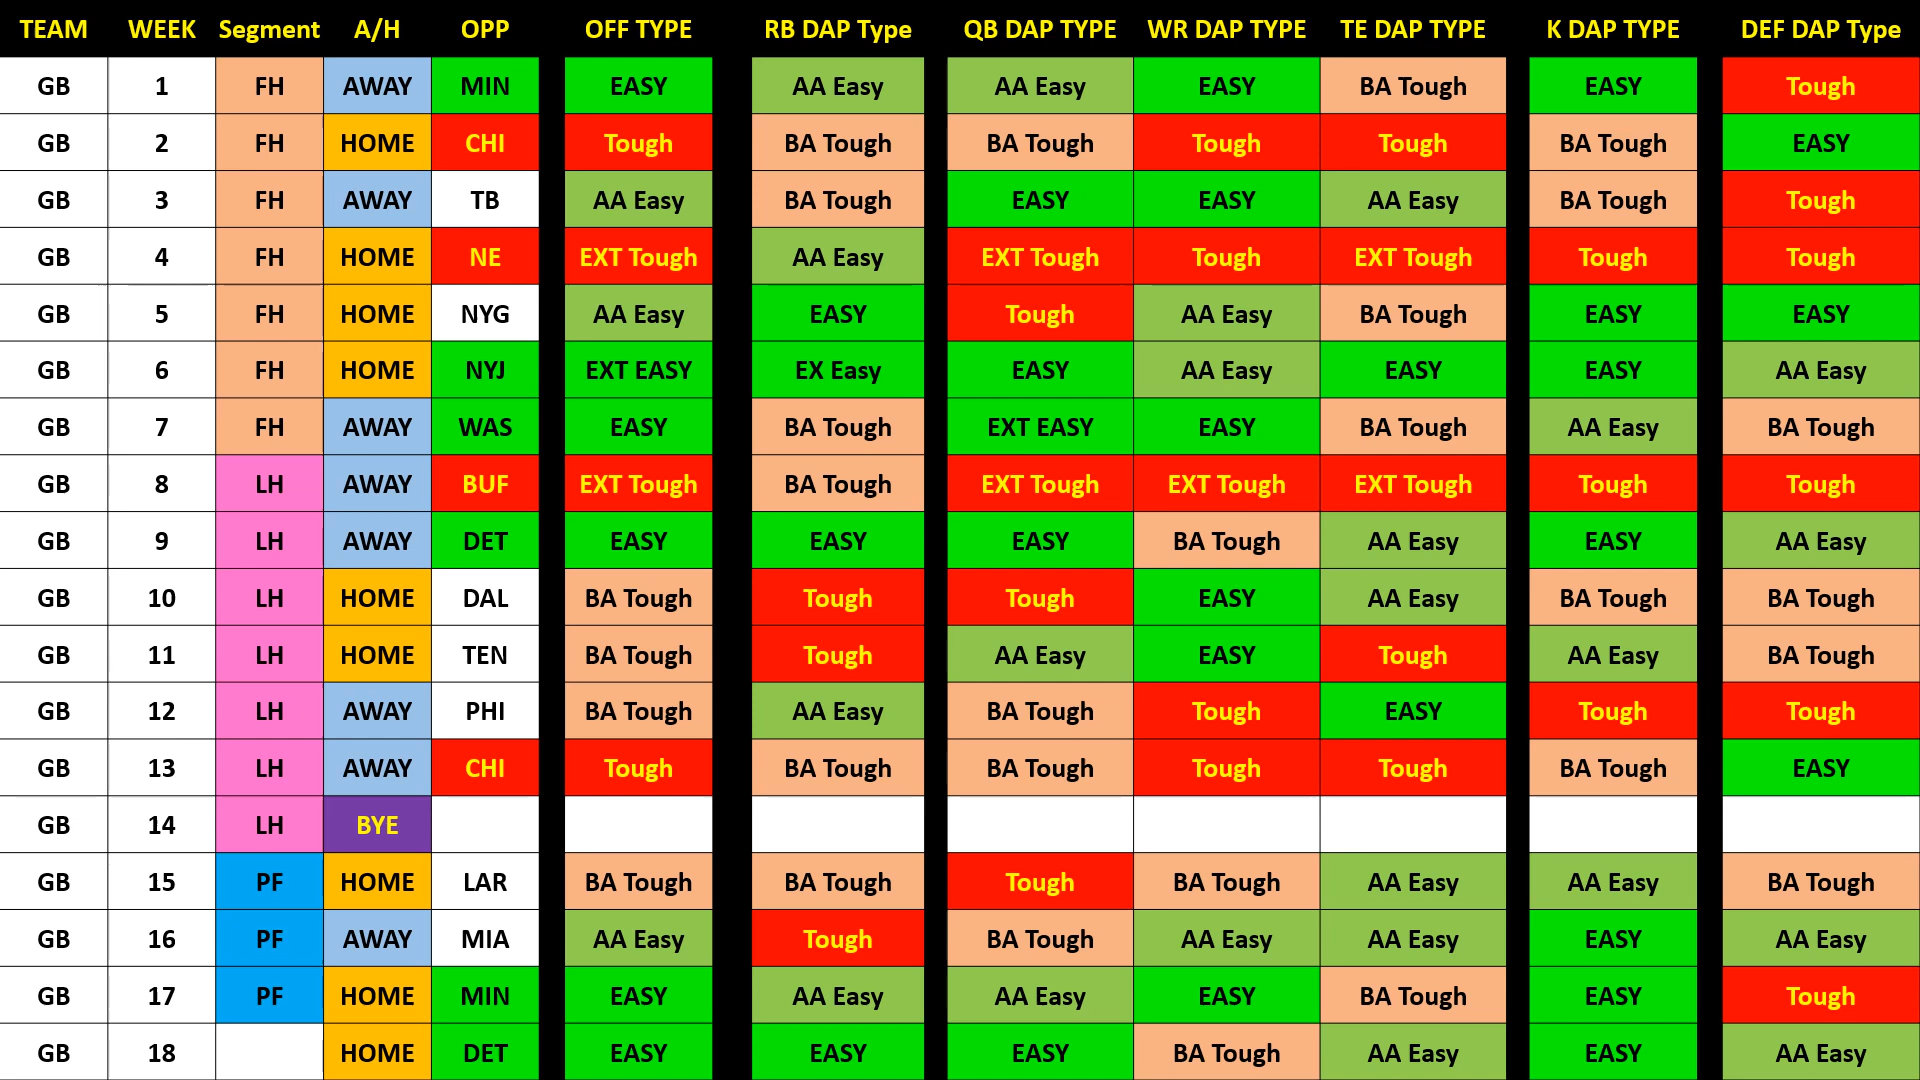 TEAM WEEK Segment A/H OPP OFF TYPE RB DAP Type QB DAP TYPE WR DAP TYPE TE DAP TYPE K DAP TYPE DEF DAP Type
GB 1 FH AWAY MIN EASY AA Easy AA Easy EASY BA Tough EASY Tough
GB 2 FH HOME CHI Tough BA Tough BA Tough Tough Tough BA Tough EASY
GB 3 FH AWAY TB AA Easy BA Tough EASY EASY AA Easy BA Tough Tough
GB 4 FH HOME NE EXT Tough AA Easy EXT Tough Tough EXT Tough Tough Tough
GB 5 FH HOME NYG AA Easy EASY Tough AA Easy BA Tough EASY EASY
GB 6 FH HOME NYJ EXT EASY EX Easy EASY AA Easy EASY EASY AA Easy
GB 7 FH AWAY WAS EASY BA Tough EXT EASY EASY BA Tough AA Easy BA Tough
GB 8 LH AWAY BUF EXT Tough BA Tough EXT Tough EXT Tough EXT Tough Tough Tough
GB 9 LH AWAY DET EASY EASY EASY BA Tough AA Easy EASY AA Easy
GB 10 LH HOME DAL BA Tough Tough Tough EASY AA Easy BA Tough BA Tough
GB 11 LH HOME TEN BA Tough Tough AA Easy EASY Tough AA Easy BA Tough
GB 12 LH AWAY PHI BA Tough AA Easy BA Tough Tough EASY Tough Tough
GB 13 LH AWAY CHI Tough BA Tough BA Tough Tough Tough BA Tough EASY
GB 14 LH BYE
GB 15 PF HOME LAR BA Tough BA Tough Tough BA Tough AA Easy AA Easy BA Tough
GB 16 PF AWAY MIA AA Easy Tough BA Tough AA Easy AA Easy EASY AA Easy
GB 17 PF HOME MIN EASY AA Easy AA Easy EASY BA Tough EASY Tough
GB 18 HOME DET EASY EASY EASY BA Tough AA Easy EASY AA Easy